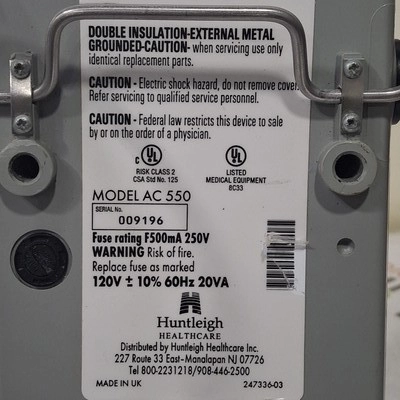 DOUBLE INSULATION-EXTERNAL METAL
GROUNDED-CAUTION- when servicing use only
identical replacement parts.
CAUTION - Electric shock hazard, do not remove cover.
Refer servicing to qualified service personnel.
CAUTION - Federal law restricts this device to sale
by or on the order of a physician.
C UL
RISK CLASS 2
CSA Std No. 125
UL
LISTED
MEDICAL EQUIPMENT
8C33
MODEL AC 550
SERIAL No.
009196
Fuse rating F500mA 250V
WARNING Risk of fire.
Replace fuse as marked
120V ± 10% 60Hz 20VA
Huntleigh
HEALTHCARE
Distributed by Huntleigh Healthcare Inc.
227 Route 33 East-Manalapan NJ 07726
Tel 800-2231218/908-446-2500
MADE IN UK
247336-03